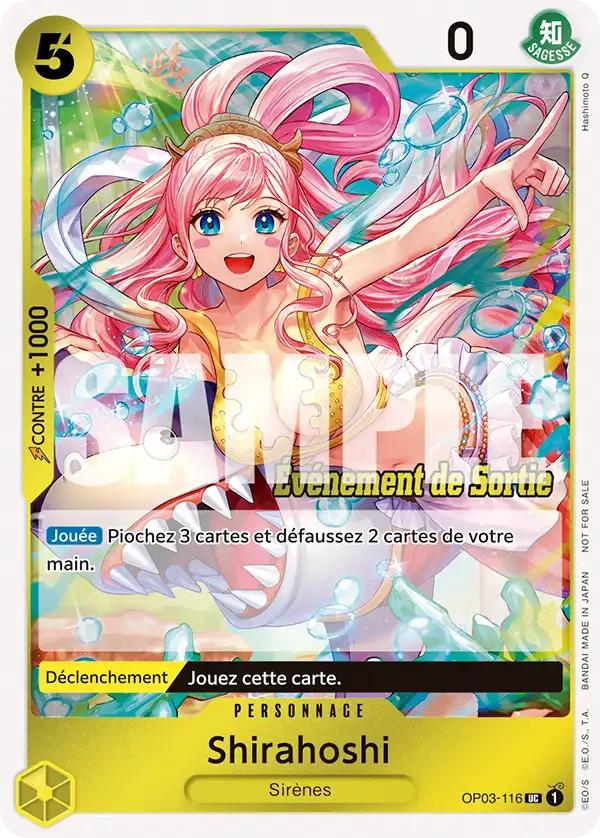 5
0
知
SAGESSE
Hashimoto Q
CONTRE +1000
SAMPLE
Événement de Sortie
Jouée Piochez 3 cartes et défaussez 2 cartes de votre
main.
Déclenchement Jouez cette carte.
PERSONNAGE
Shirahoshi
Sirènes
OP03-116 UC 1
©E.O/S ©E.O./S., T.A. BANDAI MADE IN JAPAN NOT FOR SALE